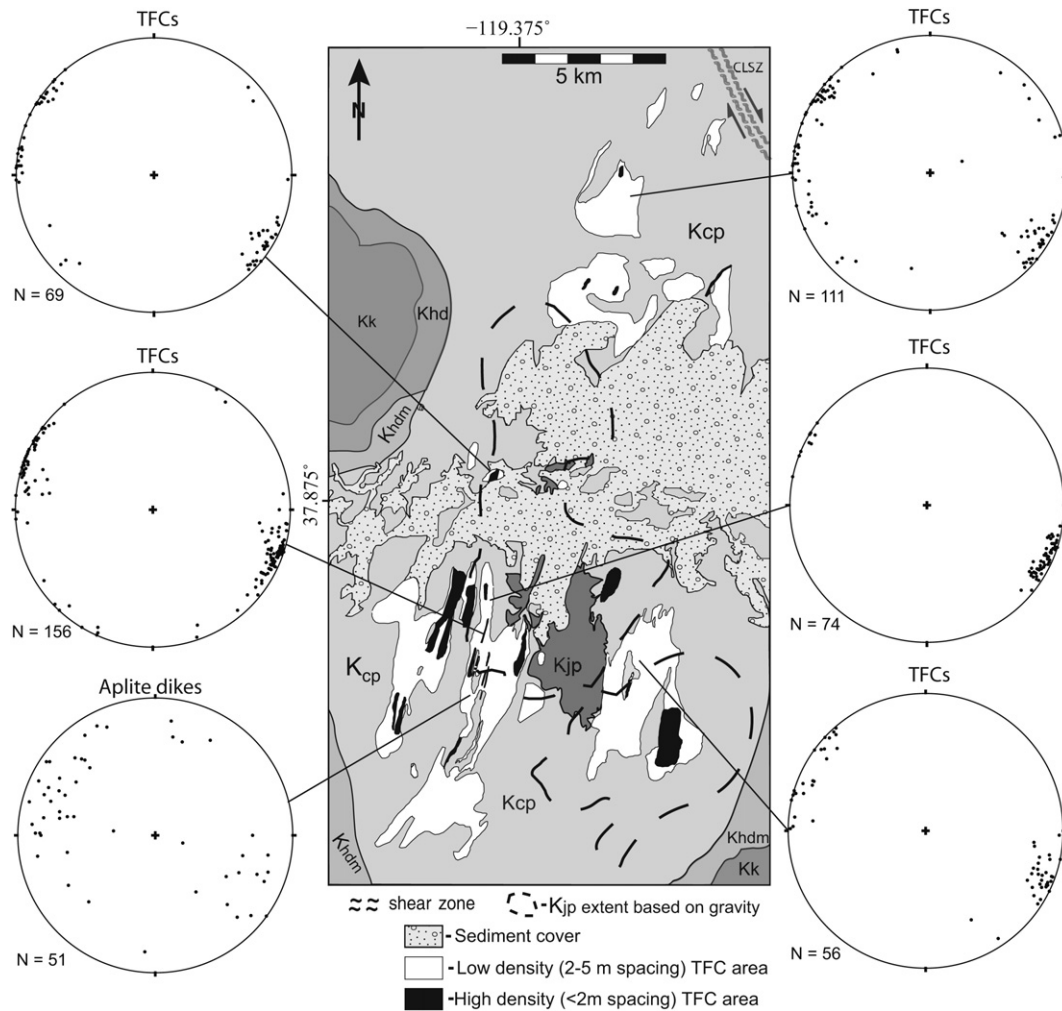 TFCs
−119.375°
TFCs
5 km
CLSZ
N
Kcp
Kk
Khd
N = 69
N = 111
Khdm
TFCs
TFCs
37.875°
N = 156
N = 74
Kcp
Kjp
Aplite dikes
TFCs
Kcp
Khdm
Khdm
Kk
N = 51
N = 56
shear zone
-Kjp extent based on gravity
-Sediment cover
-Low density (2-5 m spacing) TFC area
-High density (<2m spacing) TFC area